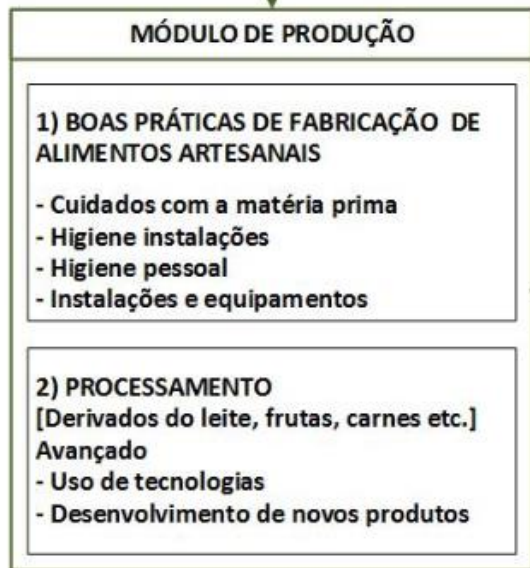 MÓDULO DE PRODUÇÃO
1) BOAS PRÁTICAS DE FABRICAÇÃO DE
ALIMENTOS ARTESANAIS
- Cuidados com a matéria prima
- Higiene instalações
- Higiene pessoal
- Instalações e equipamentos
2) PROCESSAMENTO
[Derivados do leite, frutas, carnes etc.]
Avançado
- Uso de tecnologias
- Desenvolvimento de novos produtos